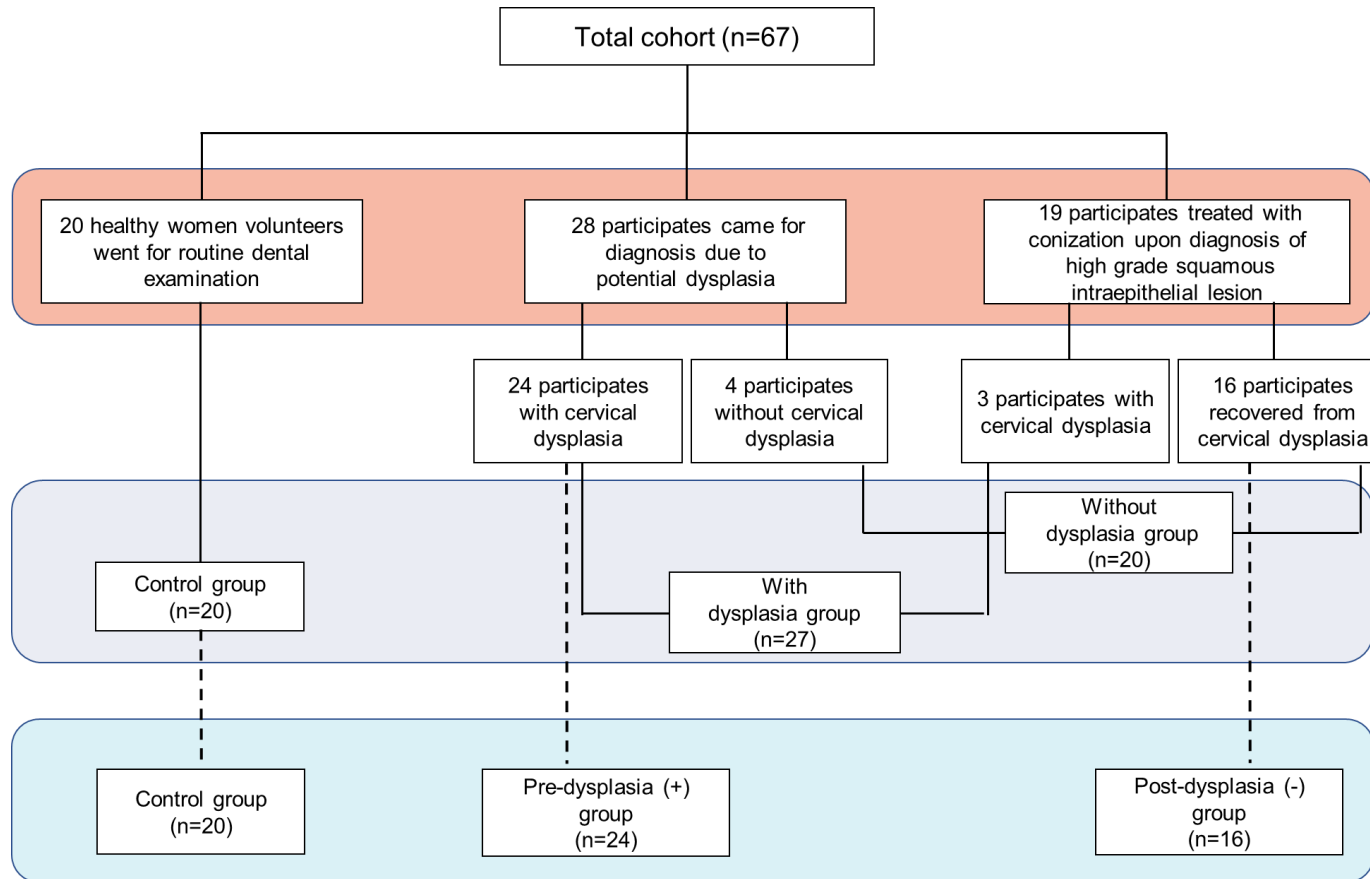 Total cohort (n=67)
20 healthy women volunteers
went for routine dental
examination
28 participates came for
diagnosis due to
potential dysplasia
19 participates treated with
conization upon diagnosis of
high grade squamous
intraepithelial lesion
24 participates
with cervical
dysplasia
4 participates
without cervical
dysplasia
3 participates with
cervical dysplasia
16 participates
recovered from
cervical dysplasia
Without
dysplasia group
(n=20)
Control group
(n=20)
With
dysplasia group
(n=27)
Control group
(n=20)
Pre-dysplasia (+)
group
(n=24)
Post-dysplasia (-)
group
(n=16)